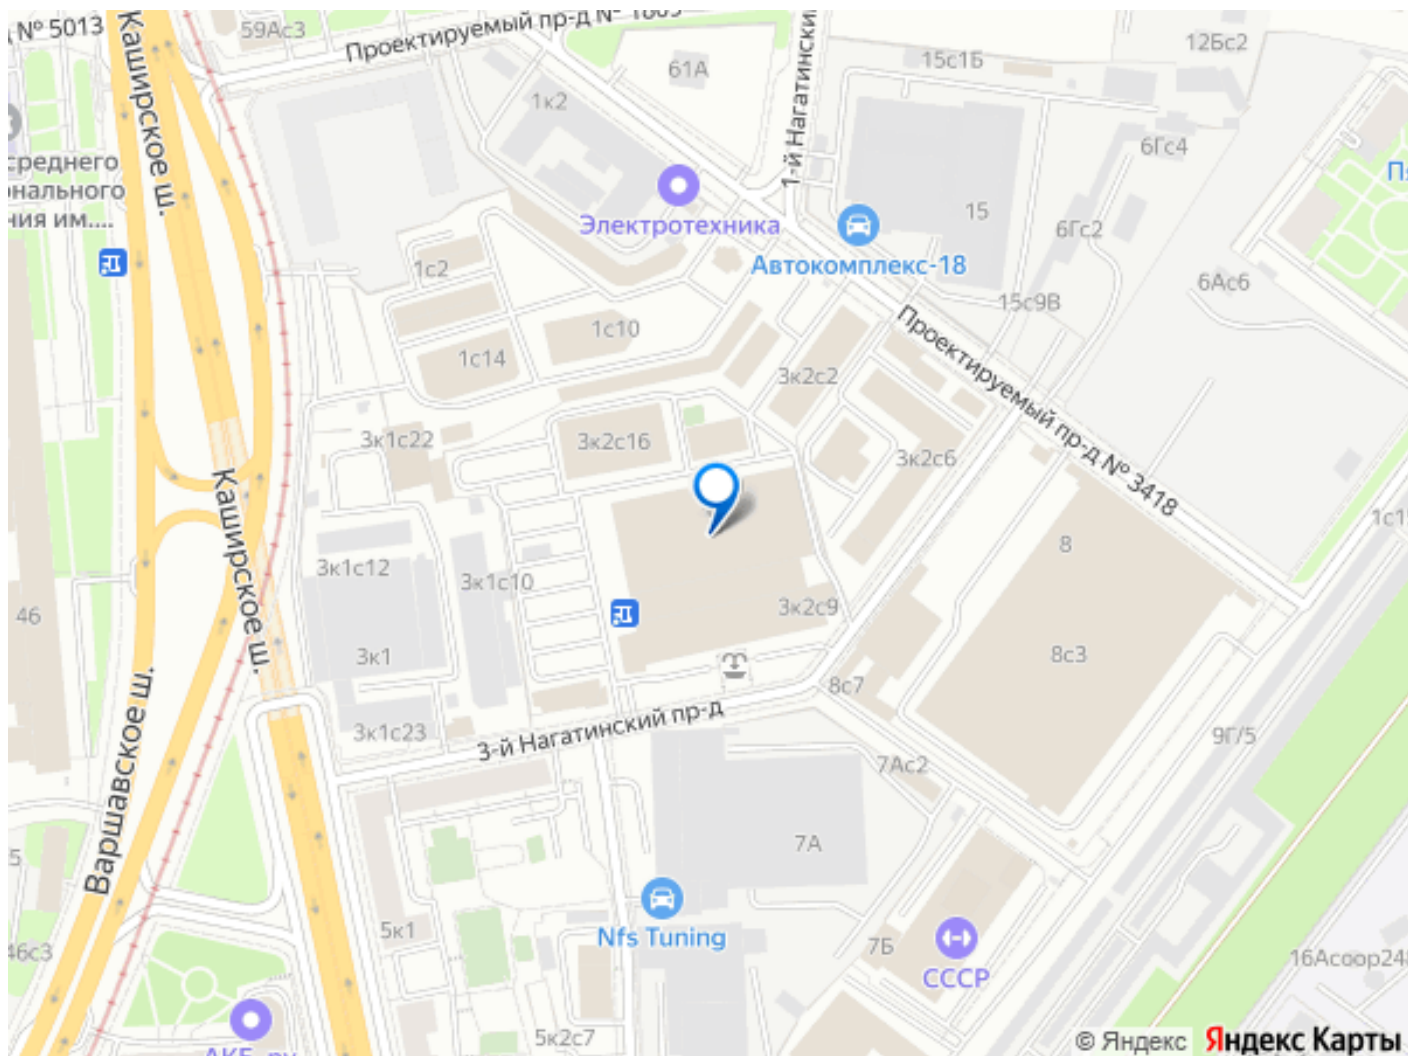 № 5013
59Ас3
Проектируемый пр-д №
12Бс2
15с1Б
61А
1-й Нагатинский
Каширское ш.
1к2
6Гс4
среднего
онального
ния им....
Электротехника
15
6Гс2
Автокомплекс-18
1с2
6Ас6
15с9В
1с10
1с14
Проектируемый пр-д № 3418
3к2с2
3к1с22
3к2с16
3к2с6
Каширское ш.
8
3к1с12
3к1с10
3к2с9
46
3к1
8с3
8с7
Варшавское ш.
3к1с23
3-й Нагатинский пр-д
9Г/5
7Ас2
7А
5к1
Nfs Tuning
7Б
СССР
46с3
16Асоор248
5к2с7
© Яндекс Яндекс Карты